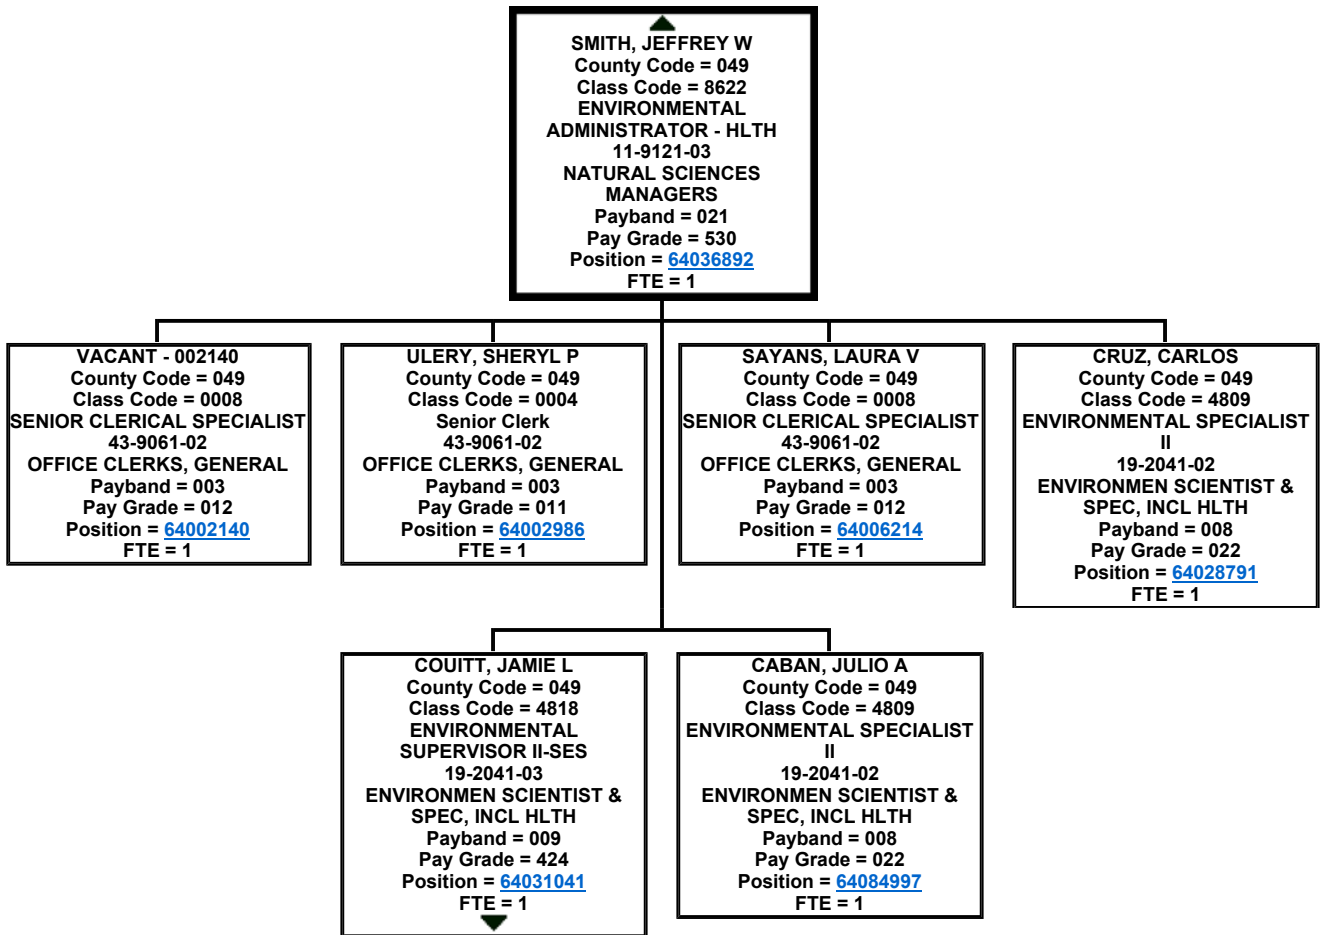 SMITH, JEFFREY W
County Code = 049
Class Code = 8622
ENVIRONMENTAL
ADMINISTRATOR - HLTH
11-9121-03
NATURAL SCIENCES
MANAGERS
Payband = 021
Pay Grade = 530
Position = 64036892
FTE = 1
VACANT - 002140
County Code = 049
Class Code = 0008
SENIOR CLERICAL SPECIALIST
43-9061-02
OFFICE CLERKS, GENERAL
Payband = 003
Pay Grade = 012
Position = 64002140
FTE = 1
ULERY, SHERYL P
County Code = 049
Class Code = 0004
Senior Clerk
43-9061-02
OFFICE CLERKS, GENERAL
Payband = 003
Pay Grade = 011
Position = 64002986
FTE = 1
SAYANS, LAURA V
County Code = 049
Class Code = 0008
SENIOR CLERICAL SPECIALIST
43-9061-02
OFFICE CLERKS, GENERAL
Payband = 003
Pay Grade = 012
Position = 64006214
FTE = 1
CRUZ, CARLOS
County Code = 049
Class Code = 4809
ENVIRONMENTAL SPECIALIST
II
19-2041-02
ENVIRONMEN SCIENTIST &
SPEC, INCL HLTH
Payband = 008
Pay Grade = 022
Position = 64028791
FTE = 1
COUITT, JAMIE L
County Code = 049
Class Code = 4818
ENVIRONMENTAL
SUPERVISOR II-SES
19-2041-03
ENVIRONMEN SCIENTIST &
SPEC, INCL HLTH
Payband = 009
Pay Grade = 424
Position = 64031041
FTE = 1
CABAN, JULIO A
County Code = 049
Class Code = 4809
ENVIRONMENTAL SPECIALIST
II
19-2041-02
ENVIRONMEN SCIENTIST &
SPEC, INCL HLTH
Payband = 008
Pay Grade = 022
Position = 64084997
FTE = 1